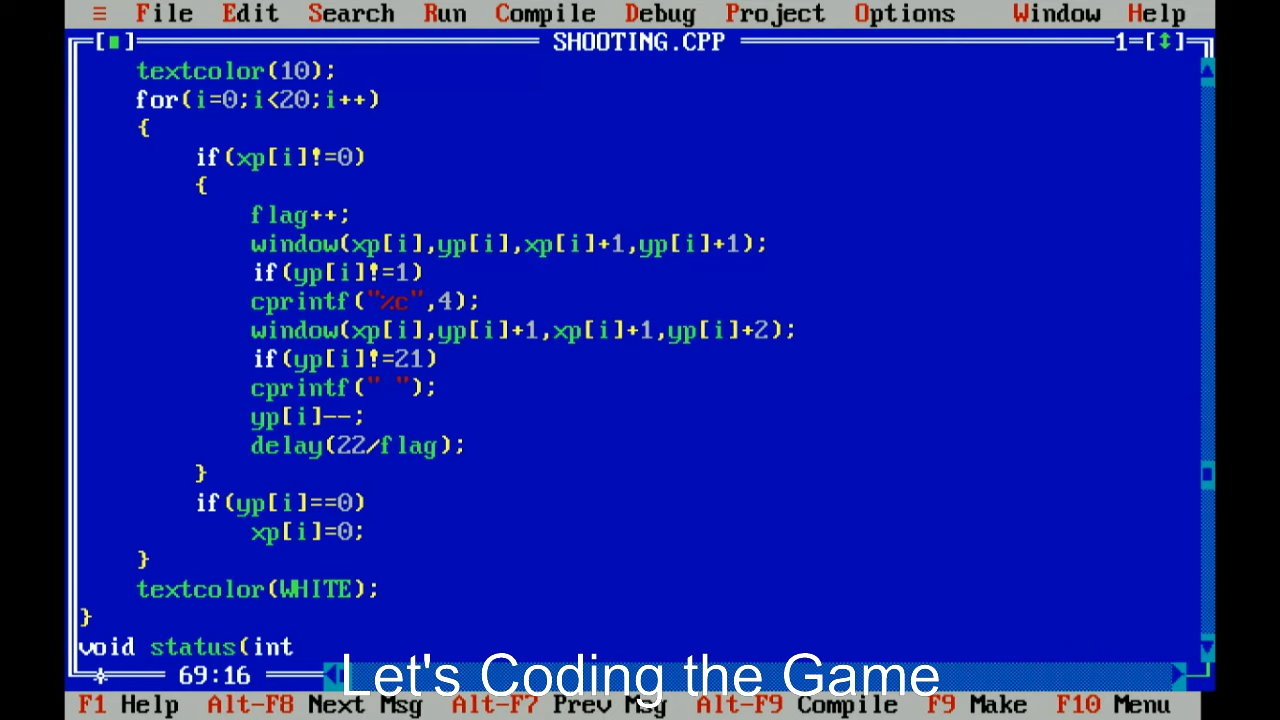 ≡ File Edit Search Run Compile Debug Project Options Window Help
[■] SHOOTING.CPP 1=[↕]
textcolor(10);
for(i=0;i<20;i++)
{
if(xp[i]!=0)
{
flag++;
window(xp[i],yp[i],xp[i]+1,yp[i]+1);
if(yp[i]!=1)
cprintf("%c",4);
window(xp[i],yp[i]+1,xp[i]+1,yp[i]+2);
if(yp[i]!=21)
cprintf(" ");
yp[i]--;
delay(22/flag);
}
if(yp[i]==0)
xp[i]=0;
}
textcolor(WHITE);
}
void status(int
69:16
Let's Coding the Game
F1 Help Alt-F8 Next Msg Alt-F7 Prev Msg Alt-F9 Compile F9 Make F10 Menu